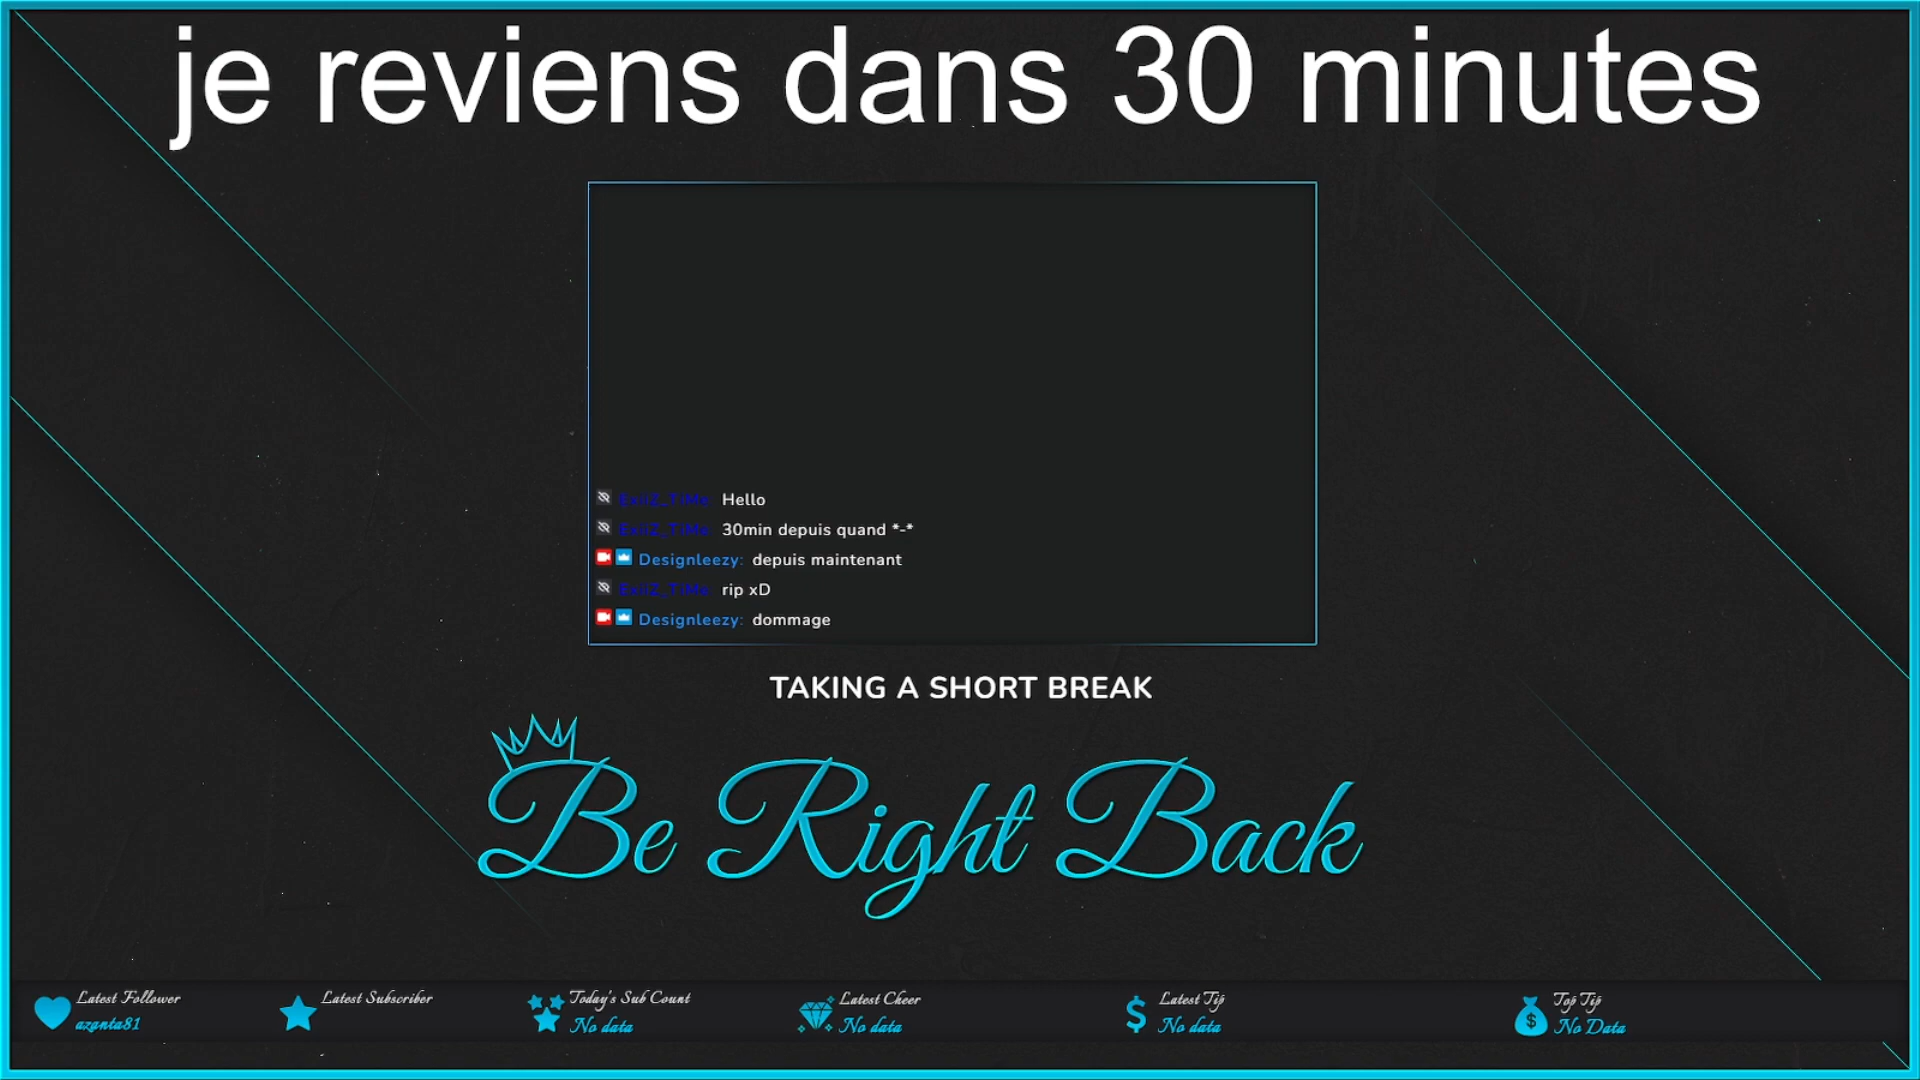 je reviens dans 30 minutes
Hello
30min depuis quand *-*
Designleezy: depuis maintenant
rip xD
Designleezy: dommage
TAKING A SHORT BREAK
Be Right Back
Latest Follower
azanta81
Latest Subscriber
Today's Sub Count
No data
Latest Cheer
No data
Latest Tip
No data
Top Tip
No Data